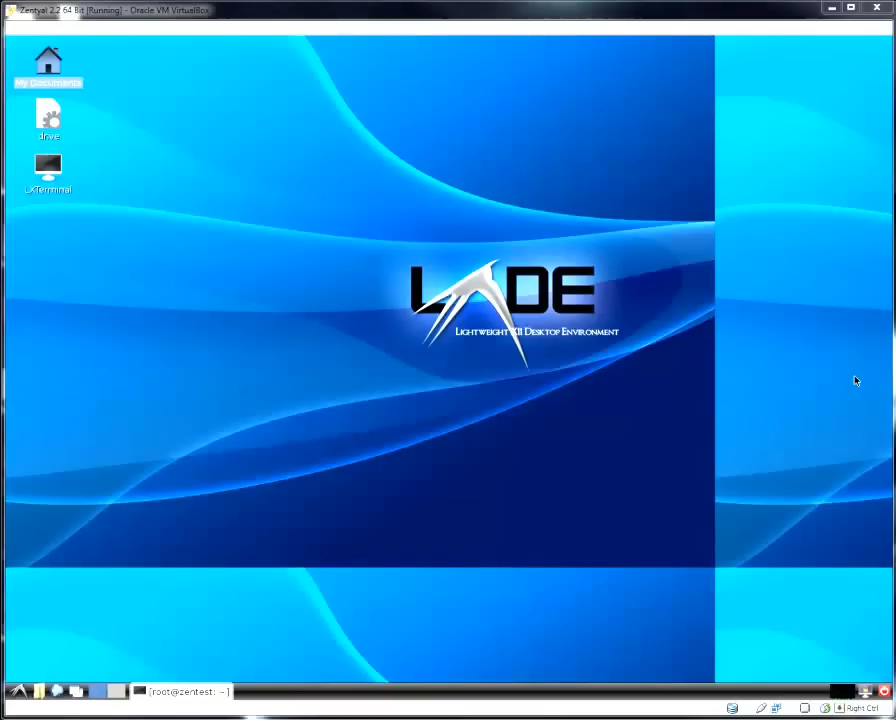 Zentyal 2.2 64 Bit [Running] - Oracle VM VirtualBox
My Documents
drive
LXTerminal
LXDE
Lightweight X11 Desktop Environment
[root@zentest: ~]
Right Ctrl